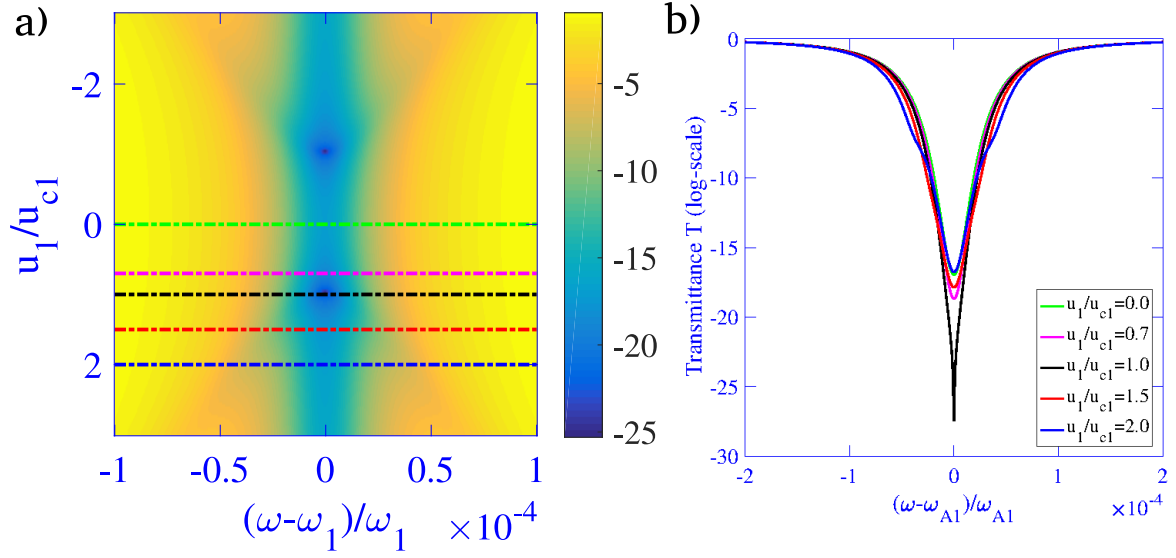 a)
u1/uc1
-2
0
2
-1 -0.5 0 0.5 1
×10-4
(ω-ω1)/ω1
-5
-10
-15
-20
-25
b)
Transmittance T (log-scale)
0
-5
-10
-15
-20
-25
-30
-2 -1 0 1 2
×10-4
(ω-ωA1)/ωA1
u1/uc1=0.0
u1/uc1=0.7
u1/uc1=1.0
u1/uc1=1.5
u1/uc1=2.0